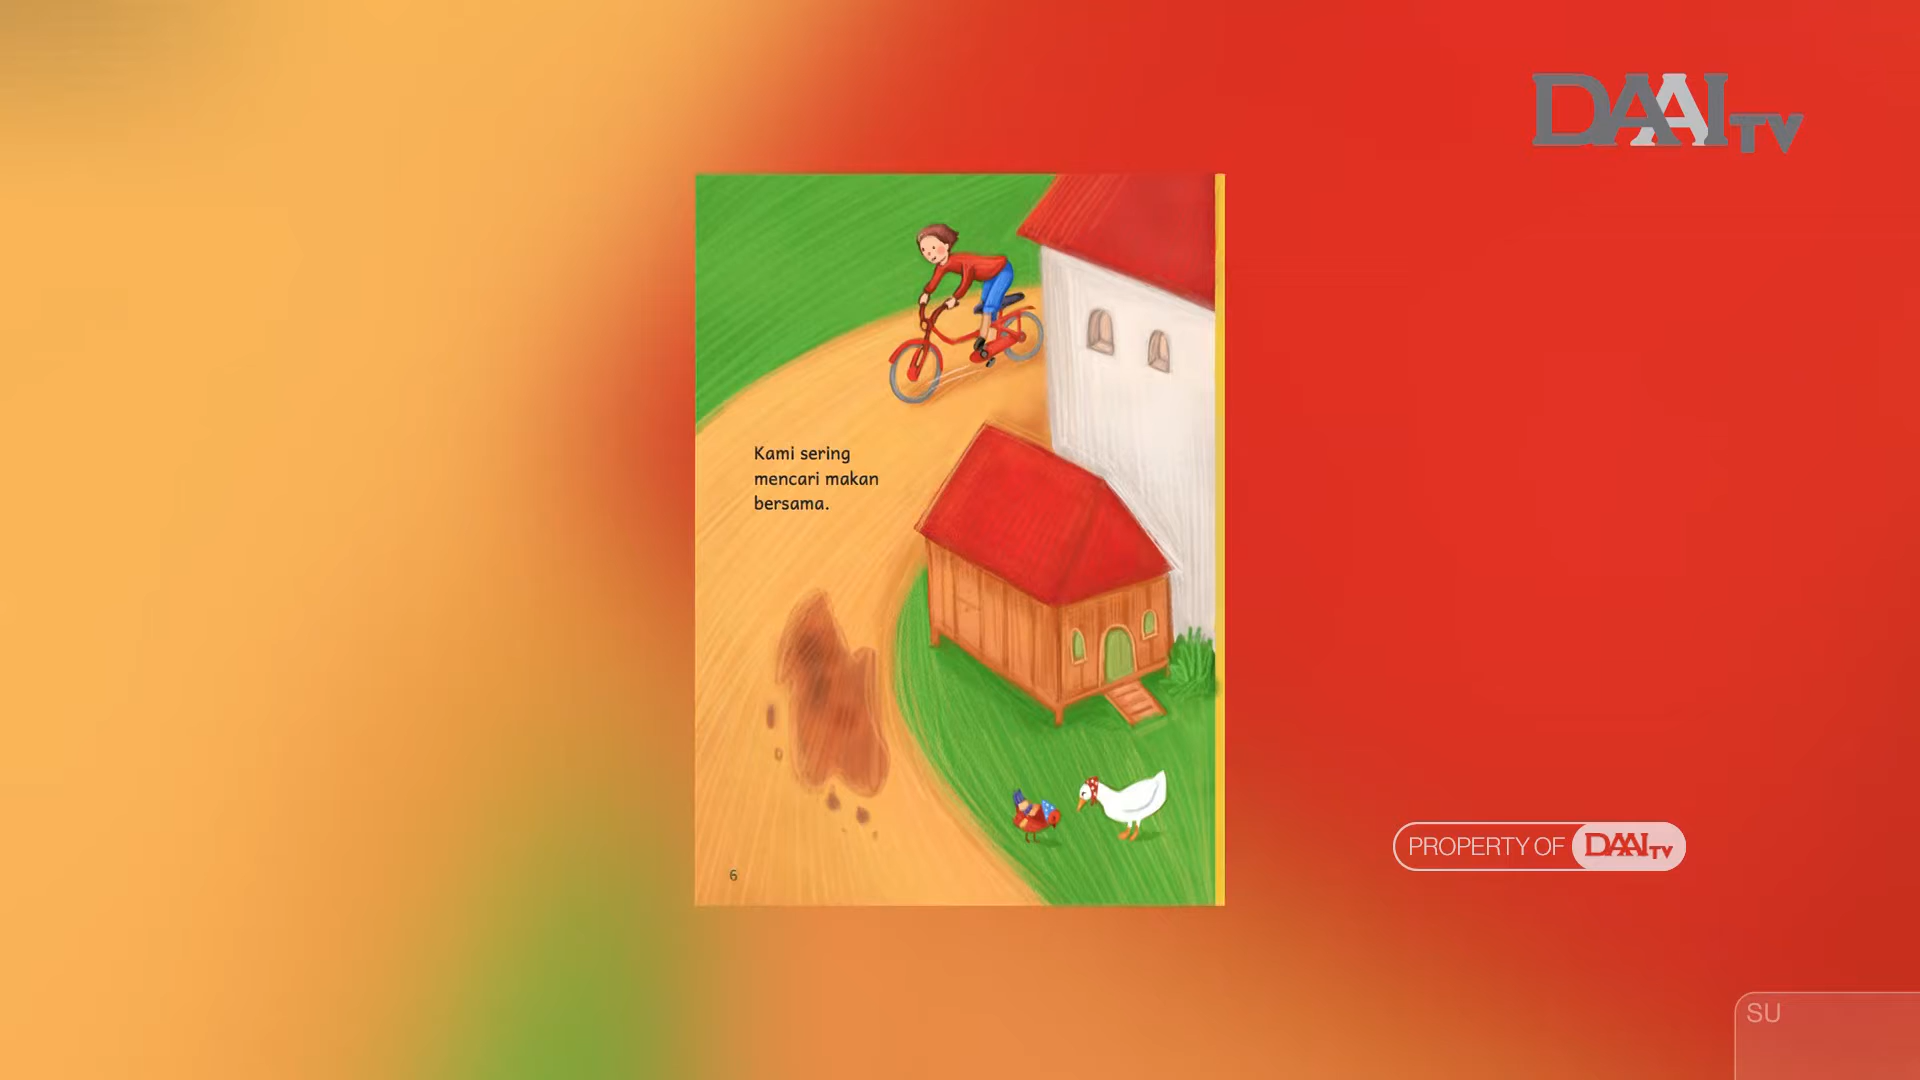 DAAI TV
Kami sering
mencari makan
bersama.
6
PROPERTY OF DAAI TV
SU